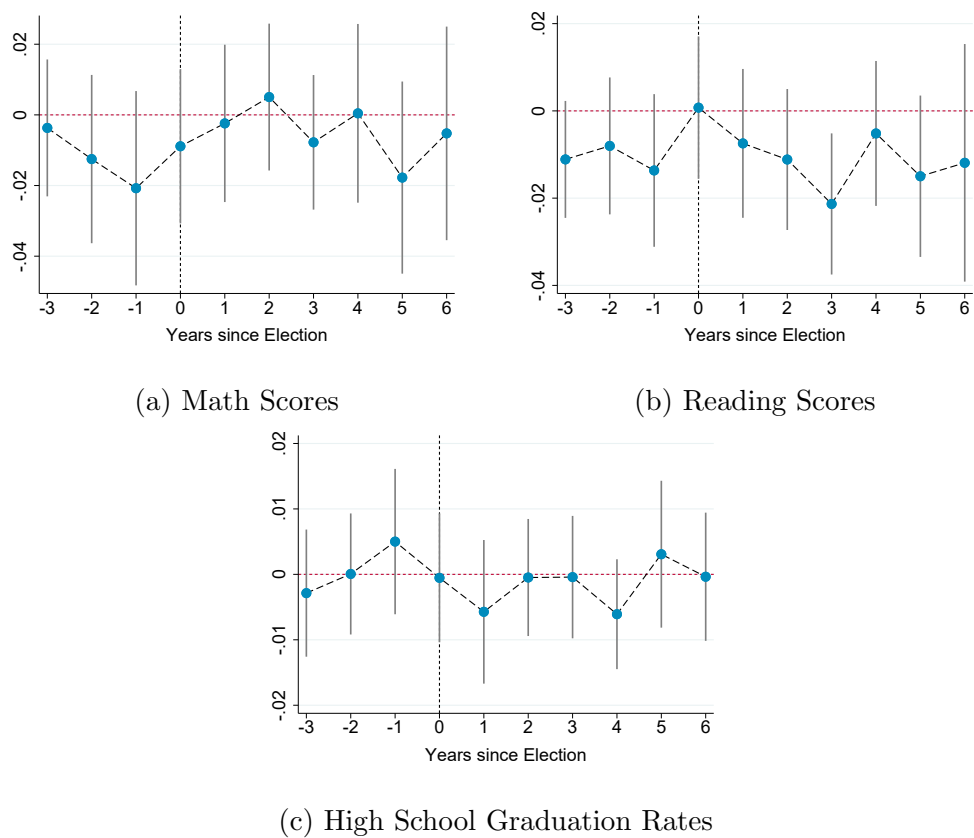 .02
0
-.02
-.04
-3 -2 -1 0 1 2 3 4 5 6
Years since Election
(a) Math Scores
.02
0
-.02
-.04
-3 -2 -1 0 1 2 3 4 5 6
Years since Election
(b) Reading Scores
.02
.01
0
-.01
-.02
-3 -2 -1 0 1 2 3 4 5 6
Years since Election
(c) High School Graduation Rates